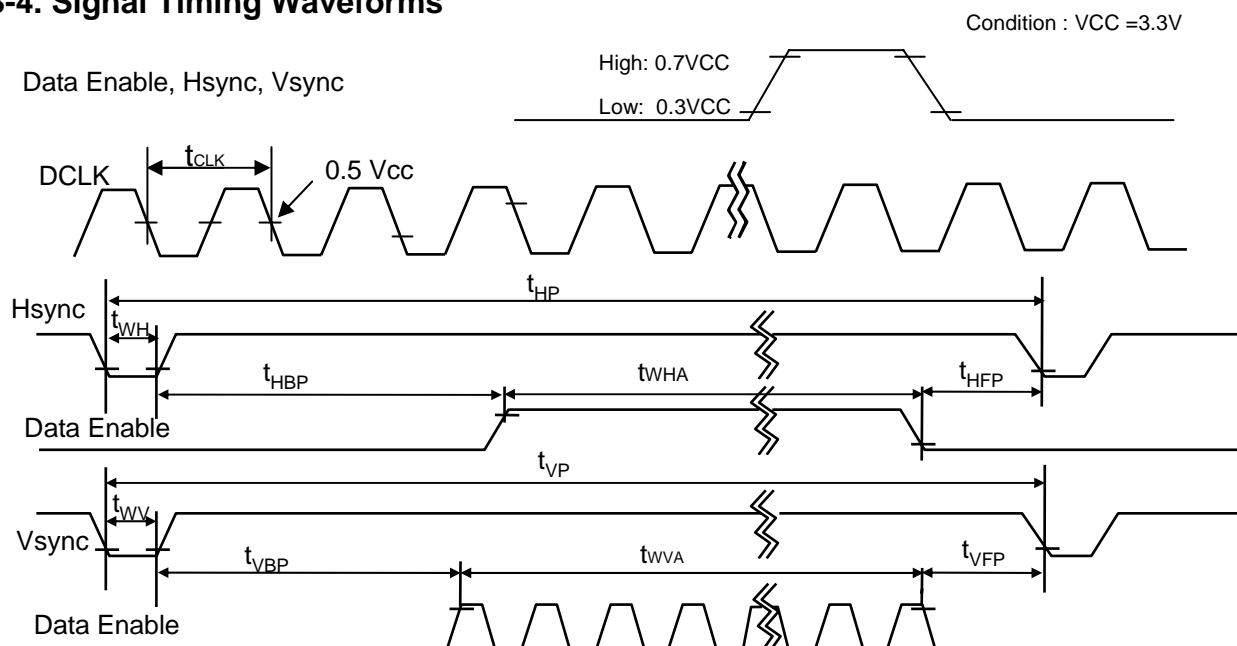 -4. Signal Timing Waveforms
Condition : VCC =3.3V
Data Enable, Hsync, Vsync
High: 0.7VCC
Low: 0.3VCC
DCLK
tCLK
0.5 Vcc
tHP
Hsync
tWH
tHBP
tWHA
tHFP
Data Enable
tVP
tWV
Vsync
tVBP
tWVA
tVFP
Data Enable